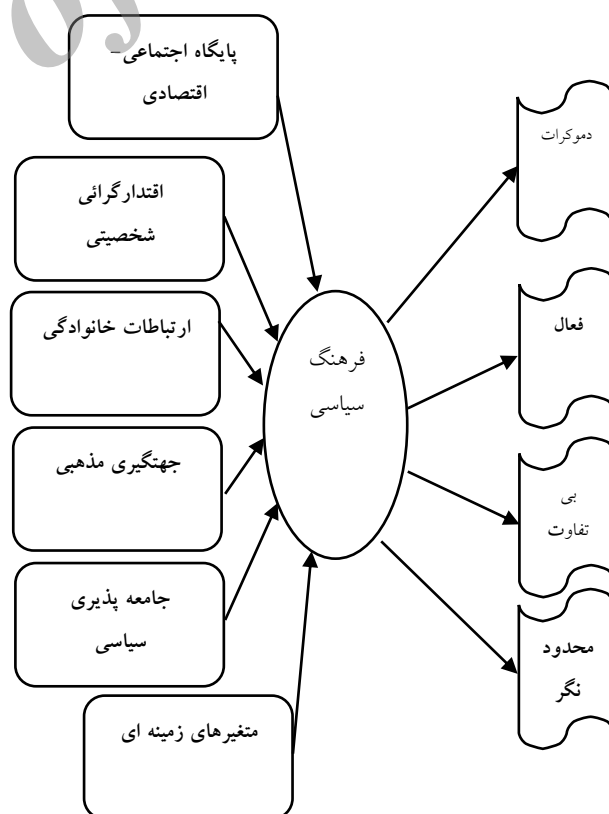 پایگاه اجتماعی–
اقتصادی
اقتدارگرائی
شخصیتی
ارتباطات خانوادگی
جهتگیری مذهبی
جامعه پذیری
سیاسی
متغیرهای زمینه ای
فرهنگ
سیاسی
دموکرات
فعال
بی
تفاوت
محدود
نگر